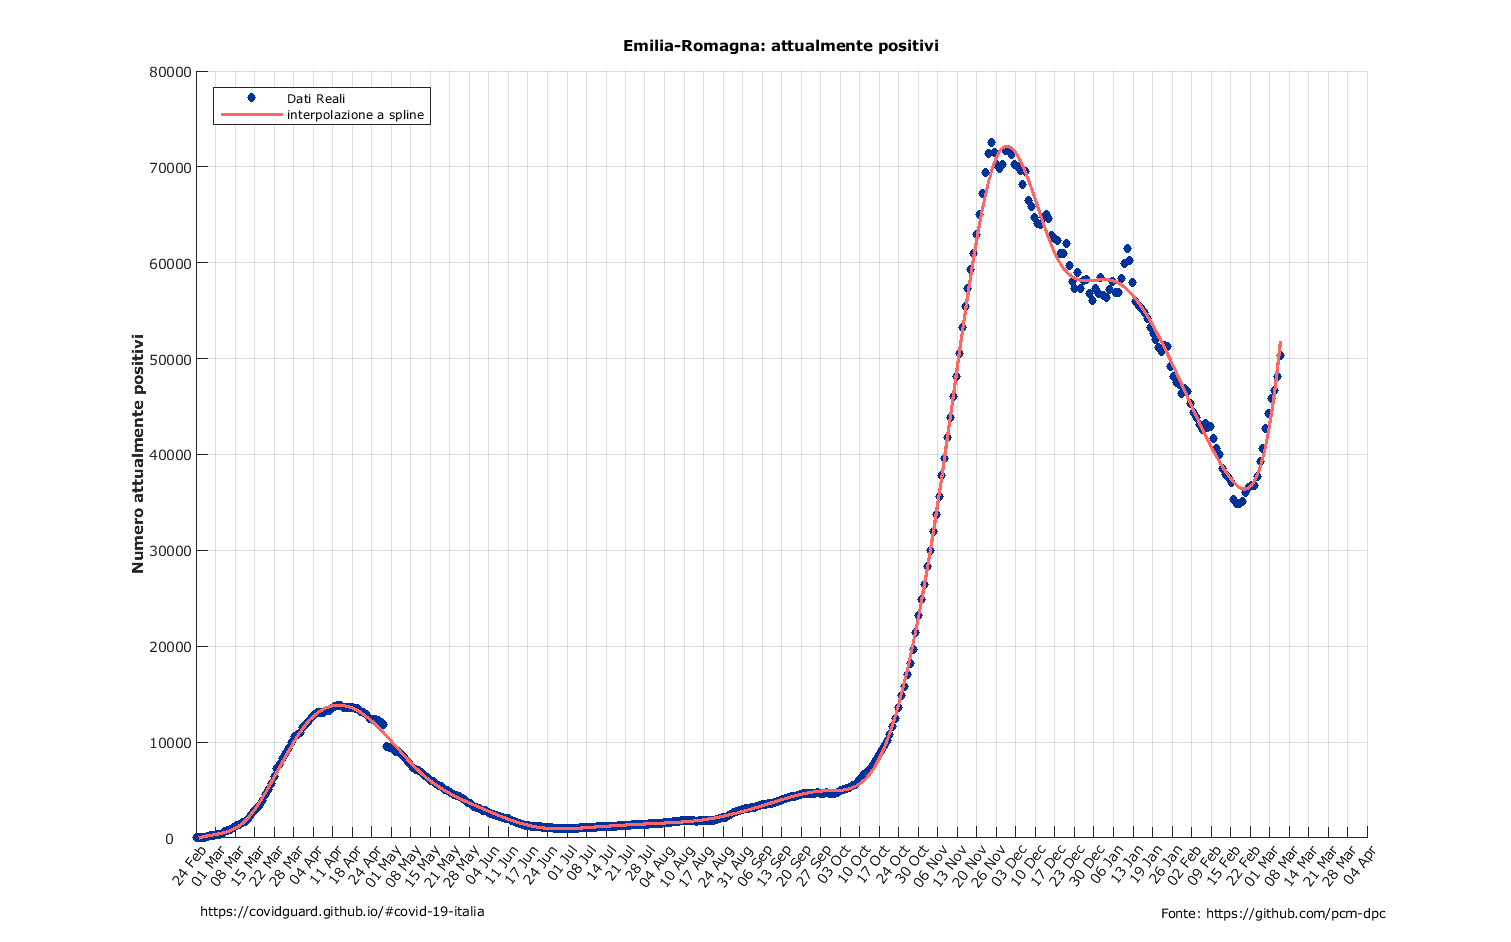 Emilia-Romagna: attualmente positivi
80000
70000
60000
50000
40000
30000
20000
10000
0
Dati Reali
interpolazione a spline
Numero attualmente positivi
24 Feb
01 Mar
08 Mar
15 Mar
22 Mar
28 Mar
04 Apr
11 Apr
18 Apr
24 Apr
01 May
08 May
15 May
21 May
28 May
04 Jun
11 Jun
17 Jun
24 Jun
01 Jul
08 Jul
14 Jul
21 Jul
28 Jul
04 Aug
10 Aug
17 Aug
24 Aug
31 Aug
06 Sep
13 Sep
20 Sep
27 Sep
03 Oct
10 Oct
17 Oct
24 Oct
30 Oct
06 Nov
13 Nov
20 Nov
26 Nov
03 Dec
10 Dec
17 Dec
23 Dec
30 Dec
06 Jan
13 Jan
19 Jan
26 Jan
02 Feb
09 Feb
15 Feb
22 Feb
01 Mar
08 Mar
14 Mar
21 Mar
28 Mar
04 Apr
https://covidguard.github.io/#covid-19-italia
Fonte: https://github.com/pcm-dpc